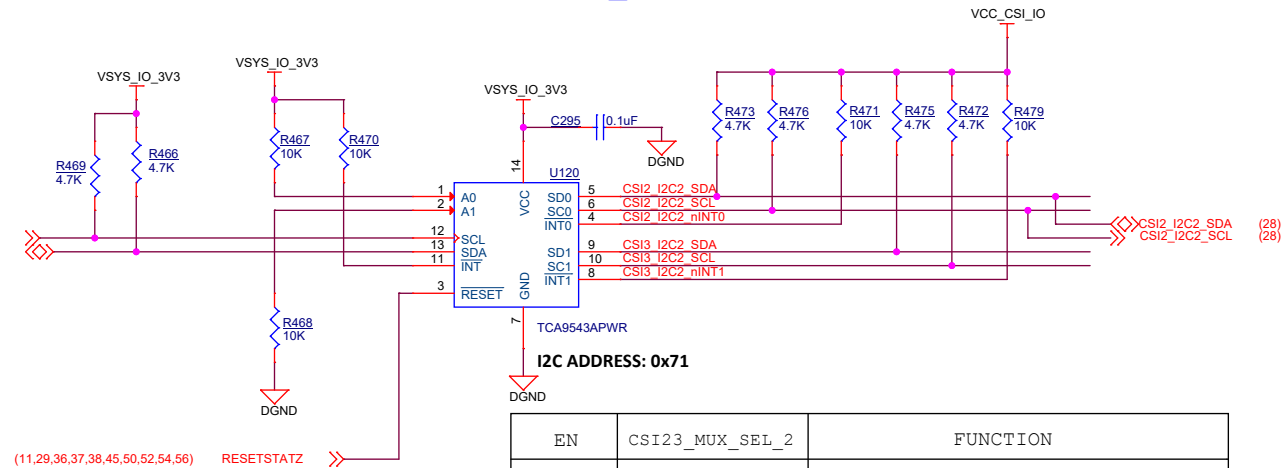 VCC_CSI_IO
VSYS_IO_3V3
VSYS_IO_3V3
VSYS_IO_3V3
R469
4.7K
R466
4.7K
R467
10K
R470
10K
C295
0.1uF
DGND
R473
4.7K
R476
4.7K
R471
10K
R475
4.7K
R472
4.7K
R479
10K
U120
14
VCC
1 A0
2 A1
12 SCL
13 SDA
11 INT
3 RESET
GND
7
SD0 5 CSI2_I2C2_SDA
SC0 6 CSI2_I2C2_SCL
INT0 4 CSI2_I2C2_nINT0
SD1 9 CSI3_I2C2_SDA
SC1 10 CSI3_I2C2_SCL
INT1 8 CSI3_I2C2_nINT1
CSI2_I2C2_SDA (28)
CSI2_I2C2_SCL (28)
R468
10K
DGND
TCA9543APWR
I2C ADDRESS: 0x71
DGND
EN CSI23_MUX_SEL_2 FUNCTION
(11,29,36,37,38,45,50,52,54,56) RESETSTATZ